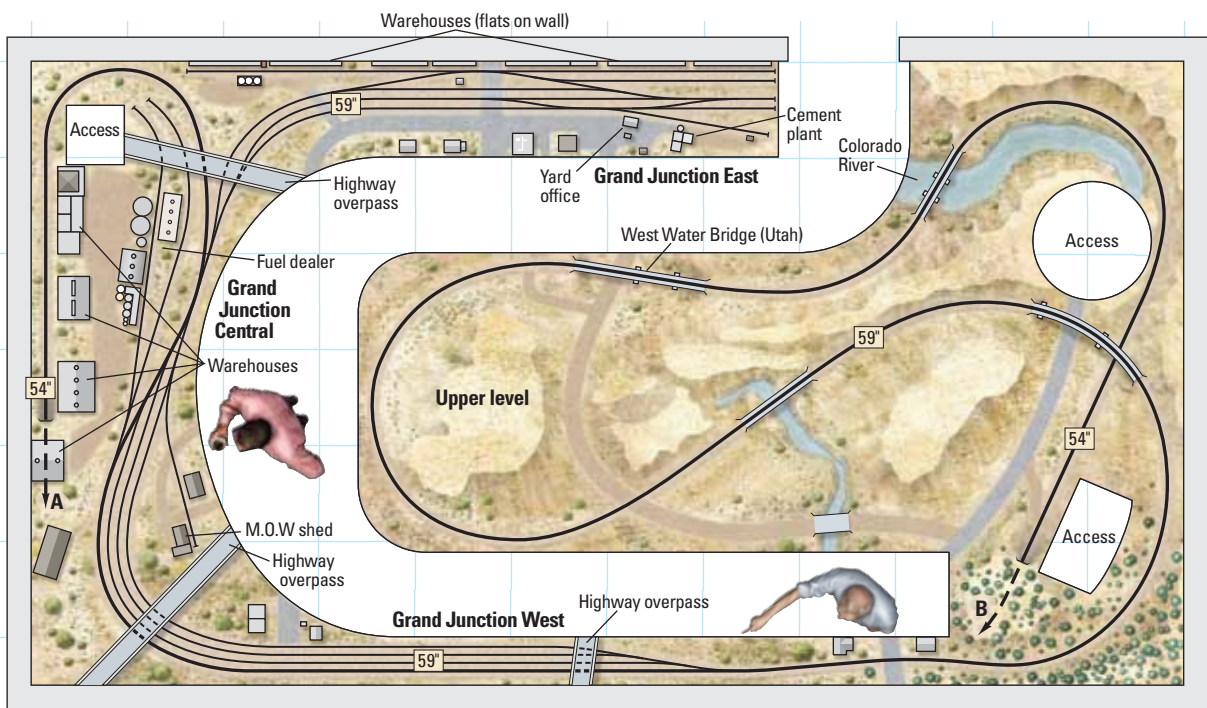 Warehouses (flats on wall)
59"
Access
Cement
plant
Colorado
River
Highway
overpass
Yard
office
Grand Junction East
West Water Bridge (Utah)
Access
Fuel dealer
Grand
Junction
Central
59"
Warehouses
54"
Upper level
54"
A
M.O.W shed
Access
Highway
overpass
Highway overpass
B
Grand Junction West
59"